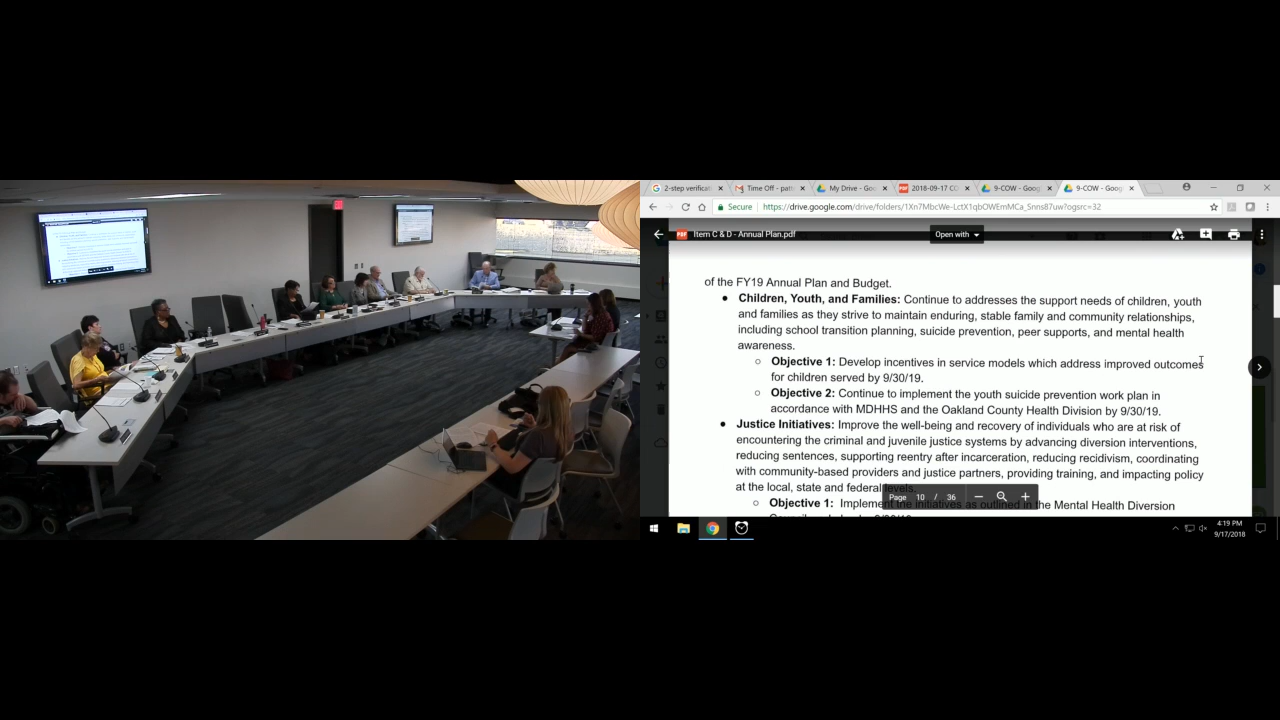 2-step verificat
Time Off - patt
My Drive - Goo
2018-09-17 CO
9-COW - Goog
9-COW - Goog
Secure
https://drive.google.com/drive/folders/1Xn7MbcWe-LctX1qbOWEmMCa_Snns87uw?ogsrc=32
Item C & D - Annual Plan.pdf
Open with
of the FY19 Annual Plan and Budget.
● Children, Youth, and Families: Continue to addresses the support needs of children, youth
and families as they strive to maintain enduring, stable family and community relationships,
including school transition planning, suicide prevention, peer supports, and mental health
awareness.
○ Objective 1: Develop incentives in service models which address improved outcomes
for children served by 9/30/19.
○ Objective 2: Continue to implement the youth suicide prevention work plan in
accordance with MDHHS and the Oakland County Health Division by 9/30/19.
● Justice Initiatives: Improve the well-being and recovery of individuals who are at risk of
encountering the criminal and juvenile justice systems by advancing diversion interventions,
reducing sentences, supporting reentry after incarceration, reducing recidivism, coordinating
with community-based providers and justice partners, providing training, and impacting policy
at the local, state and federal levels.
Page 10 / 36
○ Objective 1: Implement the initiatives as outlined in the Mental Health Diversion
4:19 PM
9/17/2018